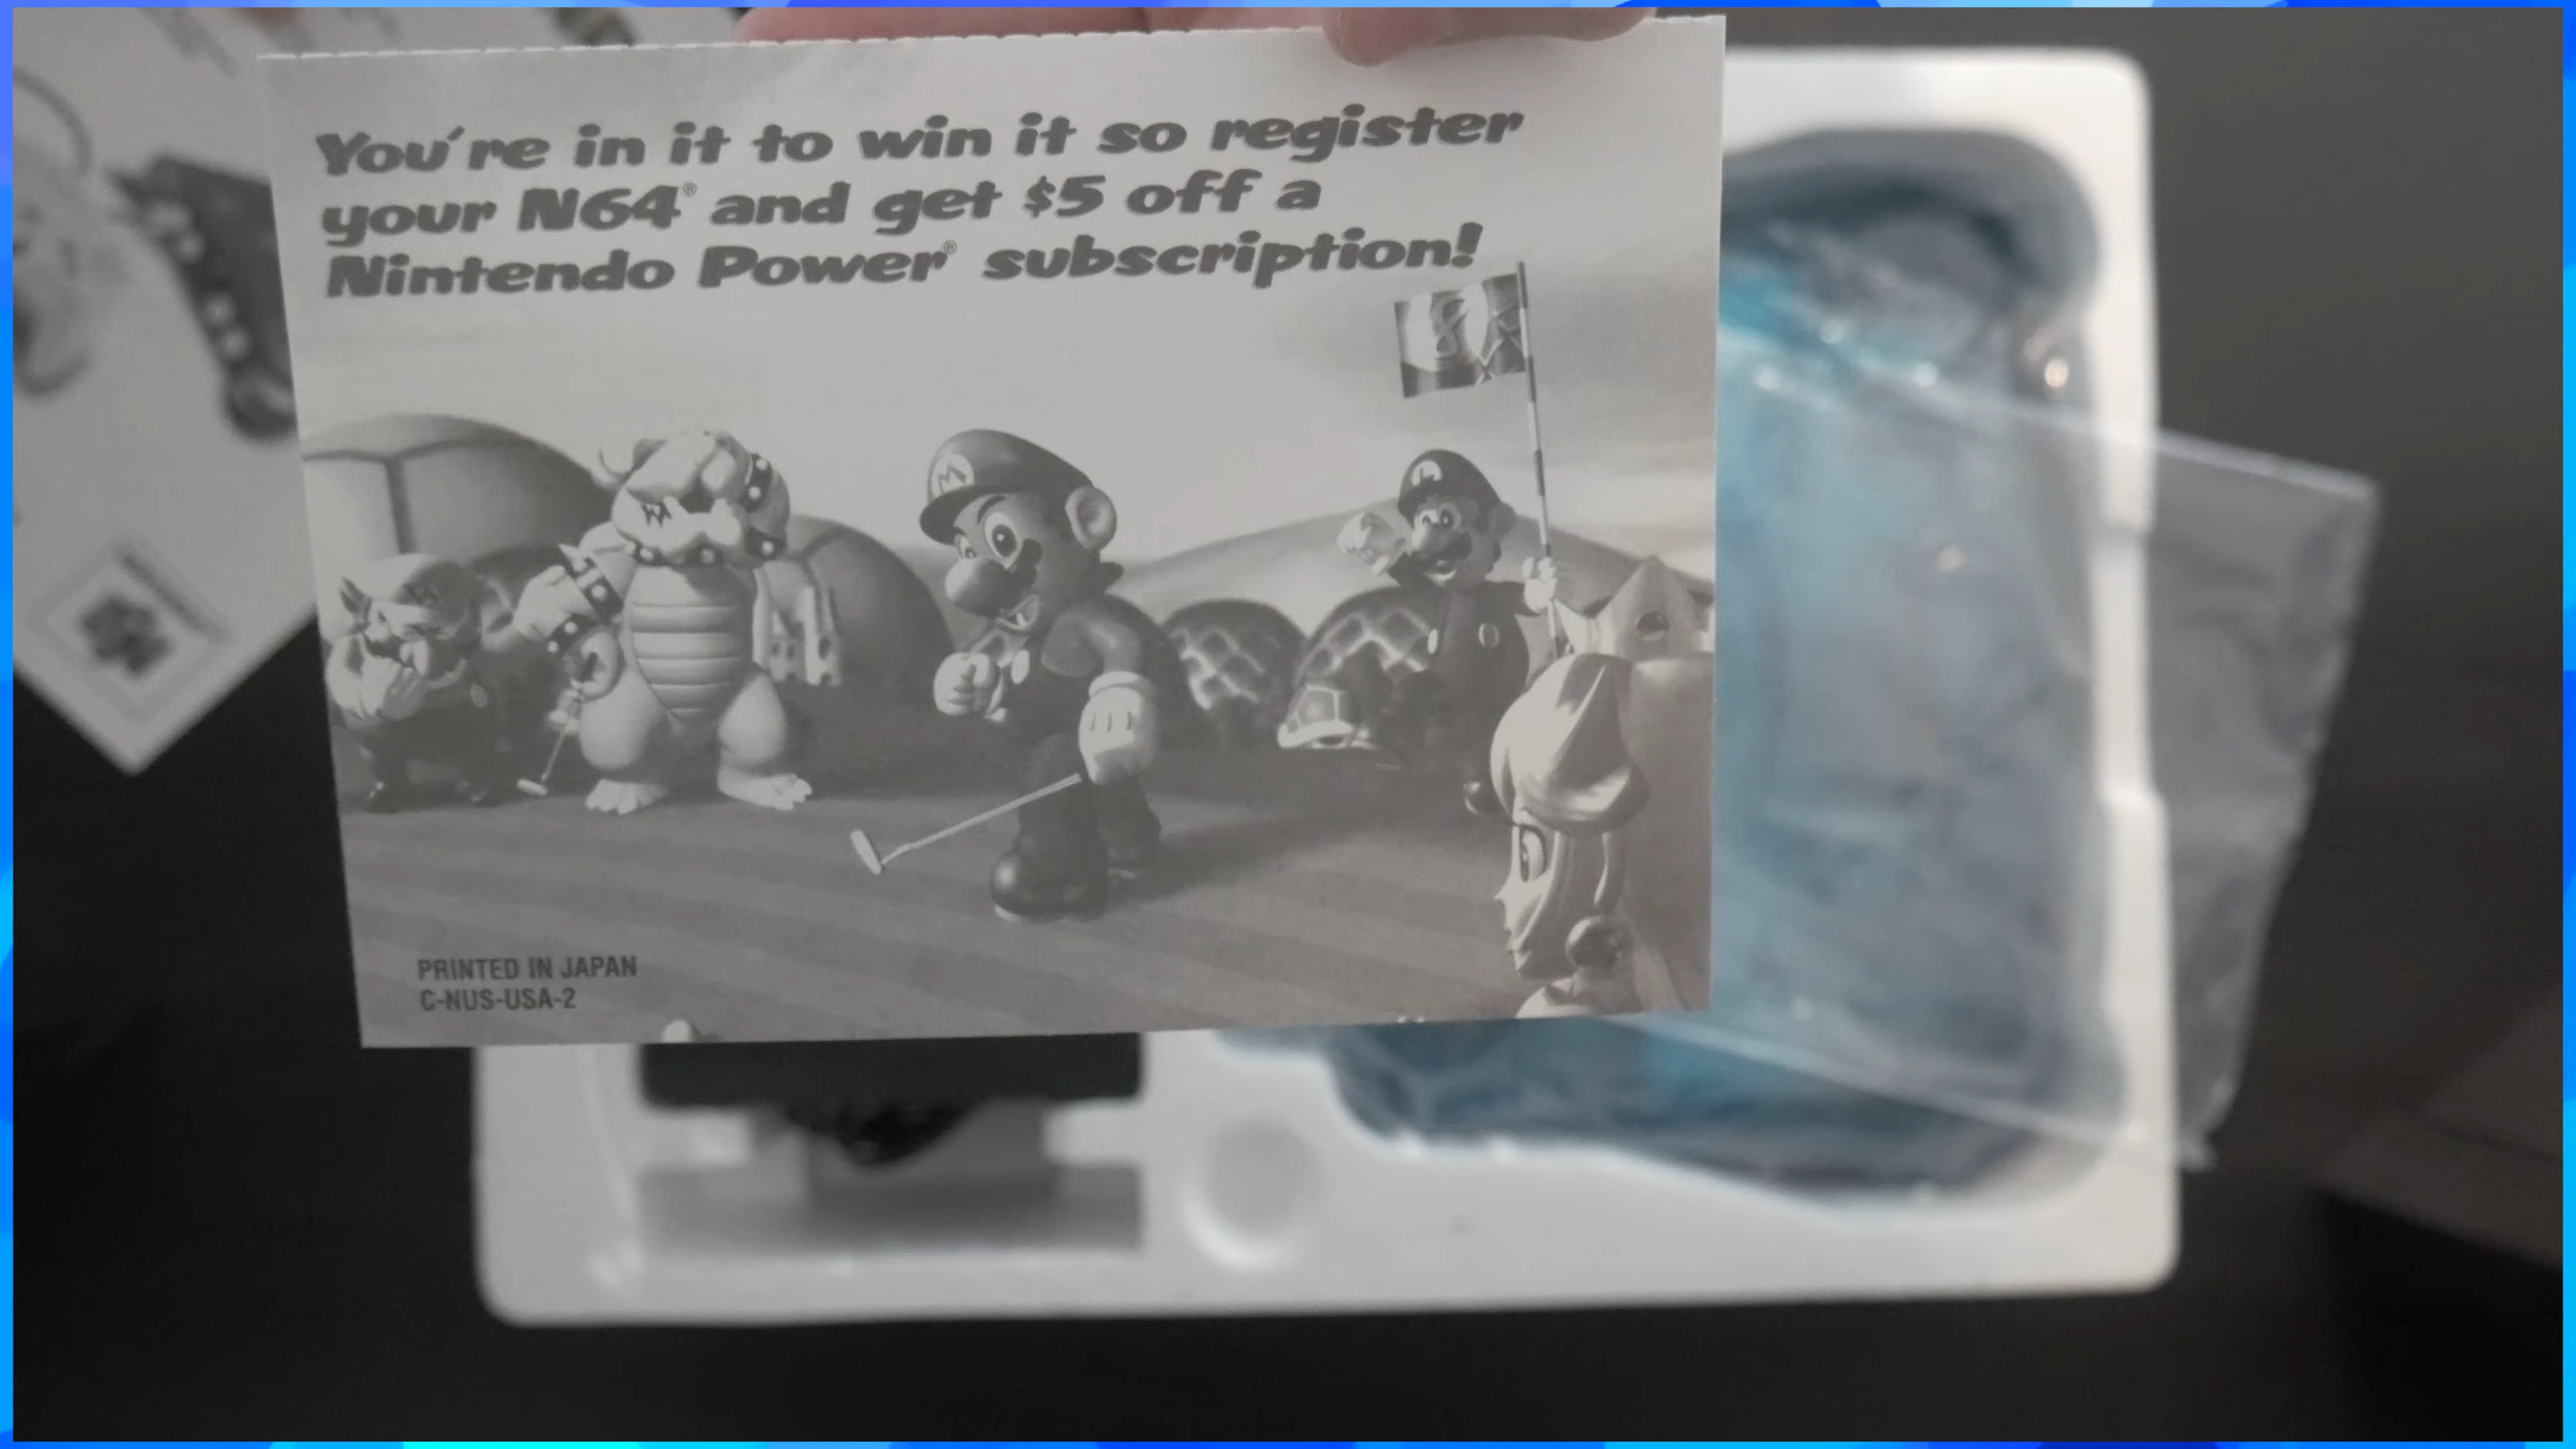 You're in it to win it so register
your N64® and get $5 off a
Nintendo Power® subscription!
8
M
L
PRINTED IN JAPAN
C-NUS-USA-2